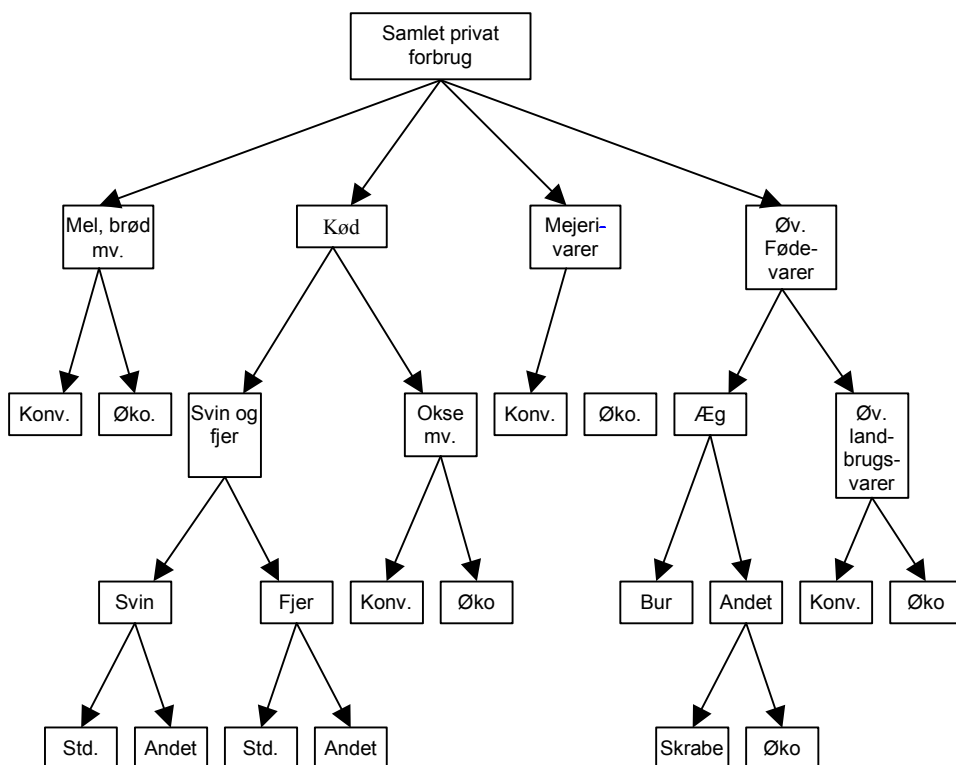 Samlet privat
forbrug
Mel, brød
mv.
Kød
Mejeri-
varer
Øv.
Føde-
varer
Konv.
Øko.
Svin og
fjer
Okse
mv.
Konv.
Øko.
Æg
Øv.
land-
brugs-
varer
Svin
Fjer
Konv.
Øko
Bur
Andet
Konv.
Øko
Std.
Andet
Std.
Andet
Skrabe
Øko